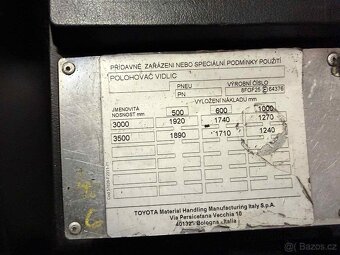 PŘÍDAVNÉ ZAŘÍZENÍ NEBO SPECIÁLNÍ PODMÍNKY POUŽITÍ
POLOHOVAČ VIDLIC
PNEU
PN
VÝROBNÍ ČÍSLO
8FGF25 E 64376
JMENOVITÁ
NOSNOST mm
VYLOŽENÍ NÁKLADU mm
500 600 1000
3000 1920 1740 1270
3500 1890 1710 1240
TOYOTA Material Handling Manufacturing Italy S.p.A.
Via Persicetana Vecchia 10
40132 - Bologna - Italia
Bazoš.cz